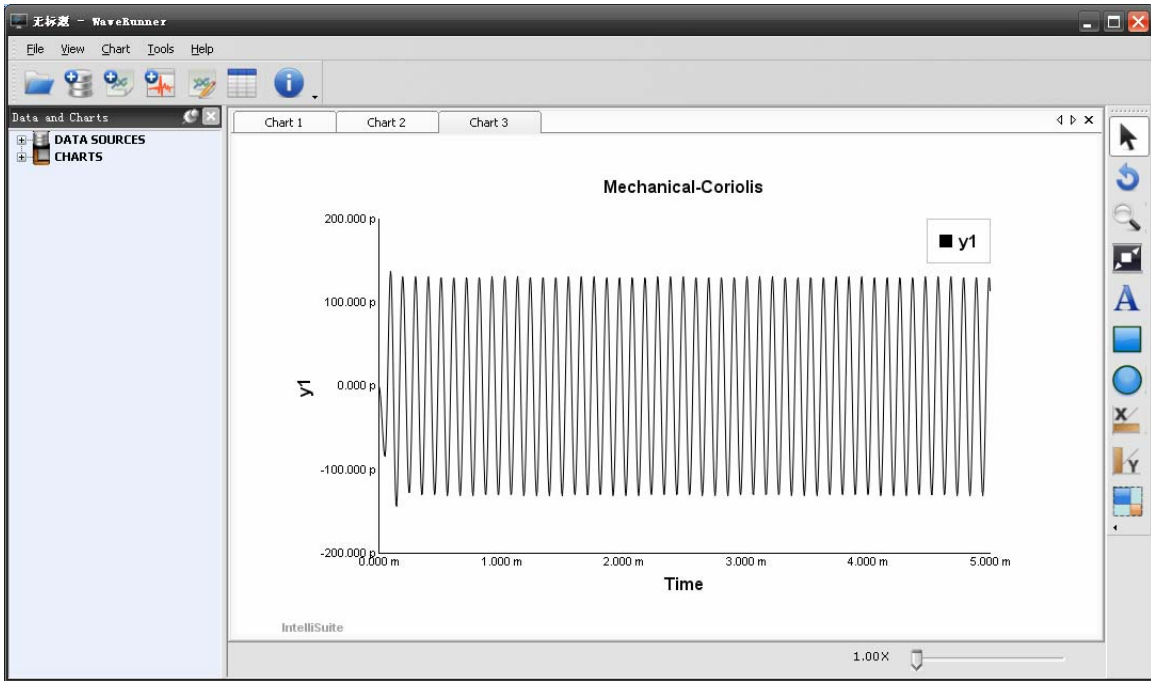 无标题 - WaveRunner
File View Chart Tools Help
Data and Charts
DATA SOURCES
CHARTS
Chart 1 Chart 2 Chart 3
Mechanical-Coriolis
200.000 p
y1
100.000 p
y1
0.000 p
-100.000 p
-200.000 p
0.000 m 1.000 m 2.000 m 3.000 m 4.000 m 5.000 m
Time
IntelliSuite
1.00X
A
X
Y